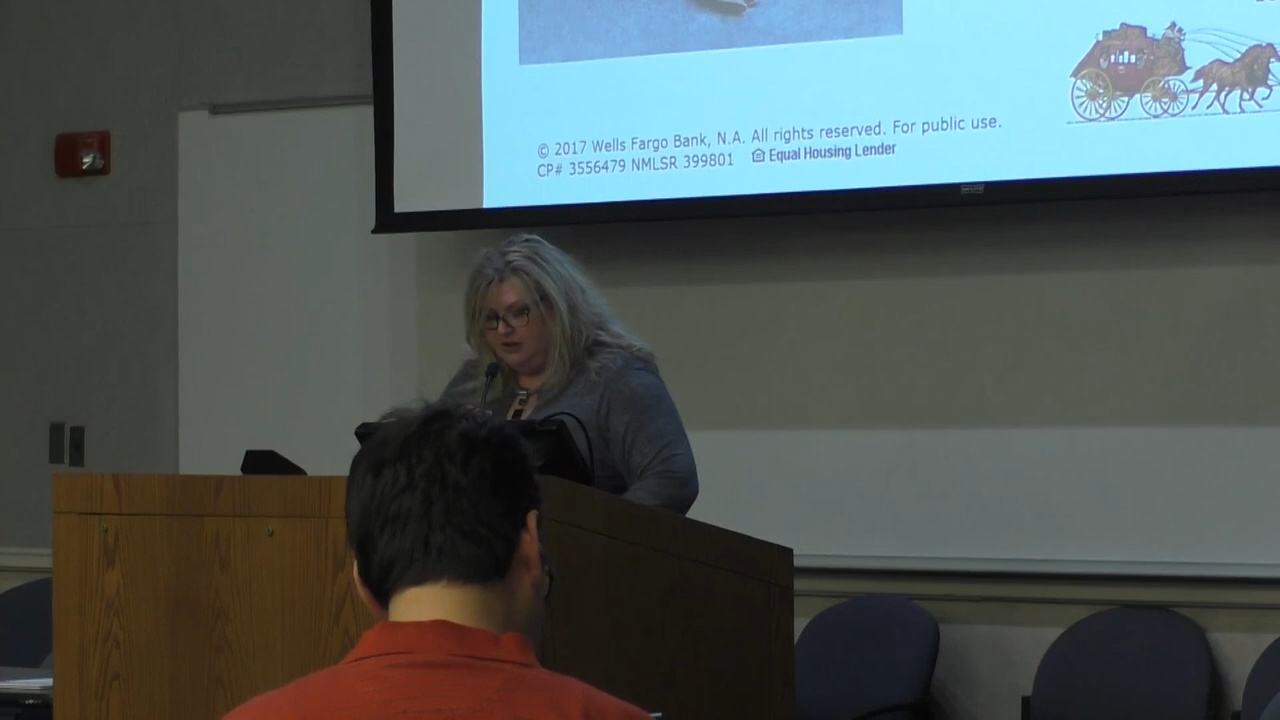 © 2017 Wells Fargo Bank, N.A. All rights reserved. For public use.
CP# 3556479 NMLSR 399801 Equal Housing Lender